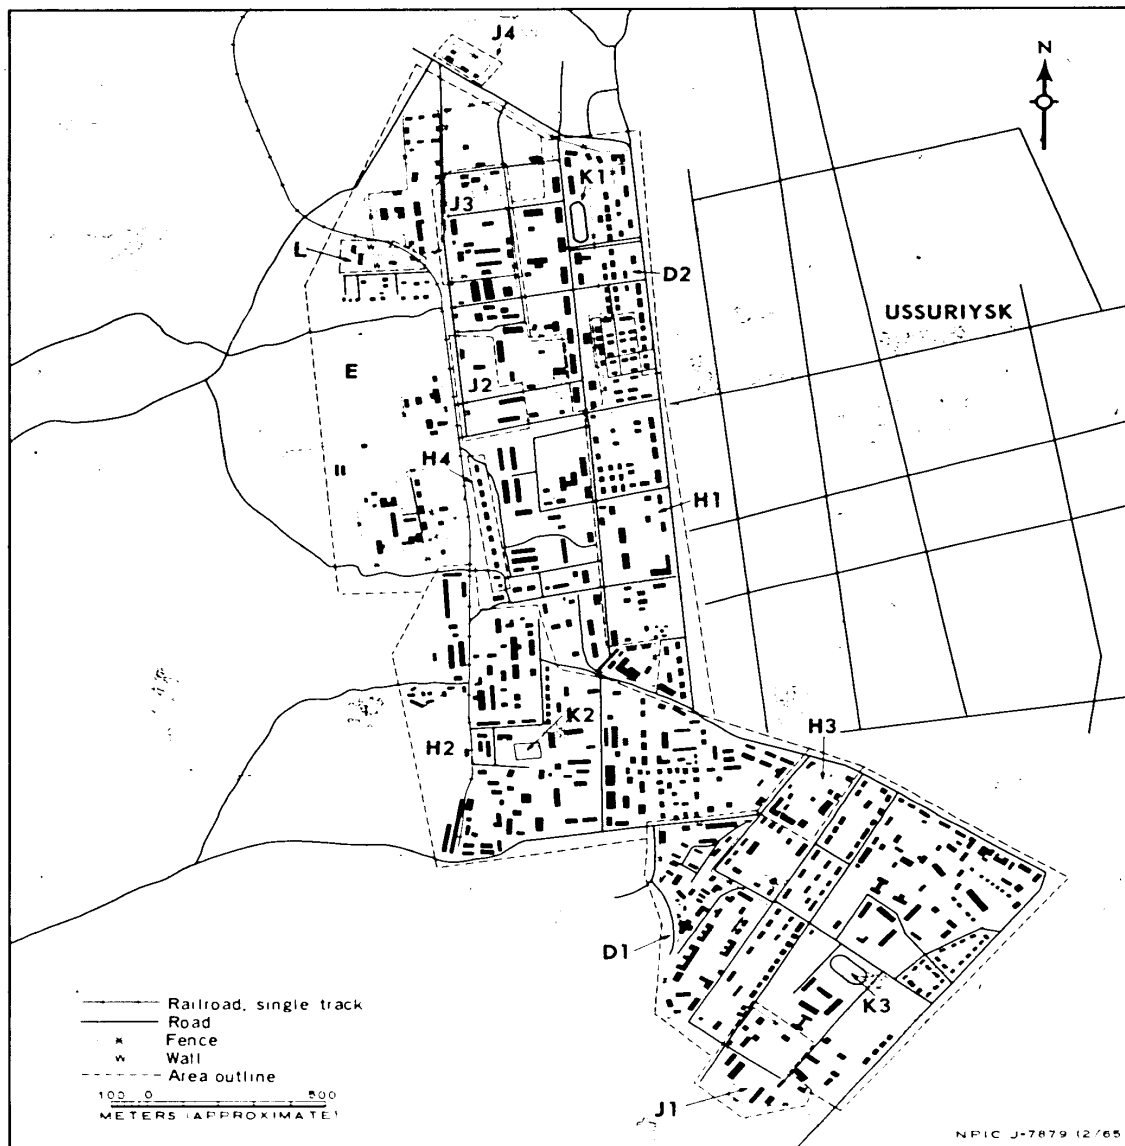 J4
N
K1
J3
L
D2
USSURIYSK
E
J2
H4
H1
K2
H3
H2
D1
K3
Railroad, single track
Road
Fence
Wall
Area outline
100 0 500
METERS (APPROXIMATE)
J1
NPIC J-7879 (2/65)